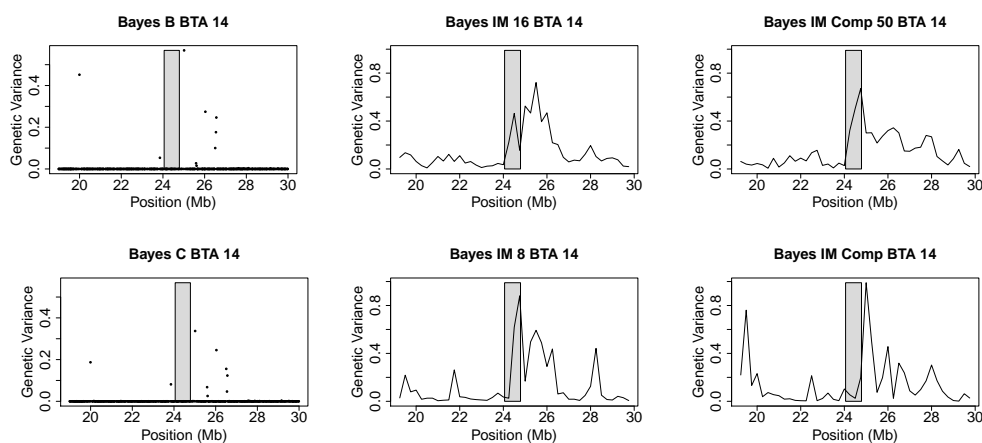 Bayes B BTA 14
Genetic Variance
0.0 0.2 0.4
20 22 24 26 28 30
Position (Mb)
Bayes IM 16 BTA 14
Genetic Variance
0.0 0.4 0.8
20 22 24 26 28 30
Position (Mb)
Bayes IM Comp 50 BTA 14
Genetic Variance
0.0 0.4 0.8
20 22 24 26 28 30
Position (Mb)
Bayes C BTA 14
Genetic Variance
0.0 0.2 0.4
20 22 24 26 28 30
Position (Mb)
Bayes IM 8 BTA 14
Genetic Variance
0.0 0.4 0.8
20 22 24 26 28 30
Position (Mb)
Bayes IM Comp BTA 14
Genetic Variance
0.0 0.4 0.8
20 22 24 26 28 30
Position (Mb)